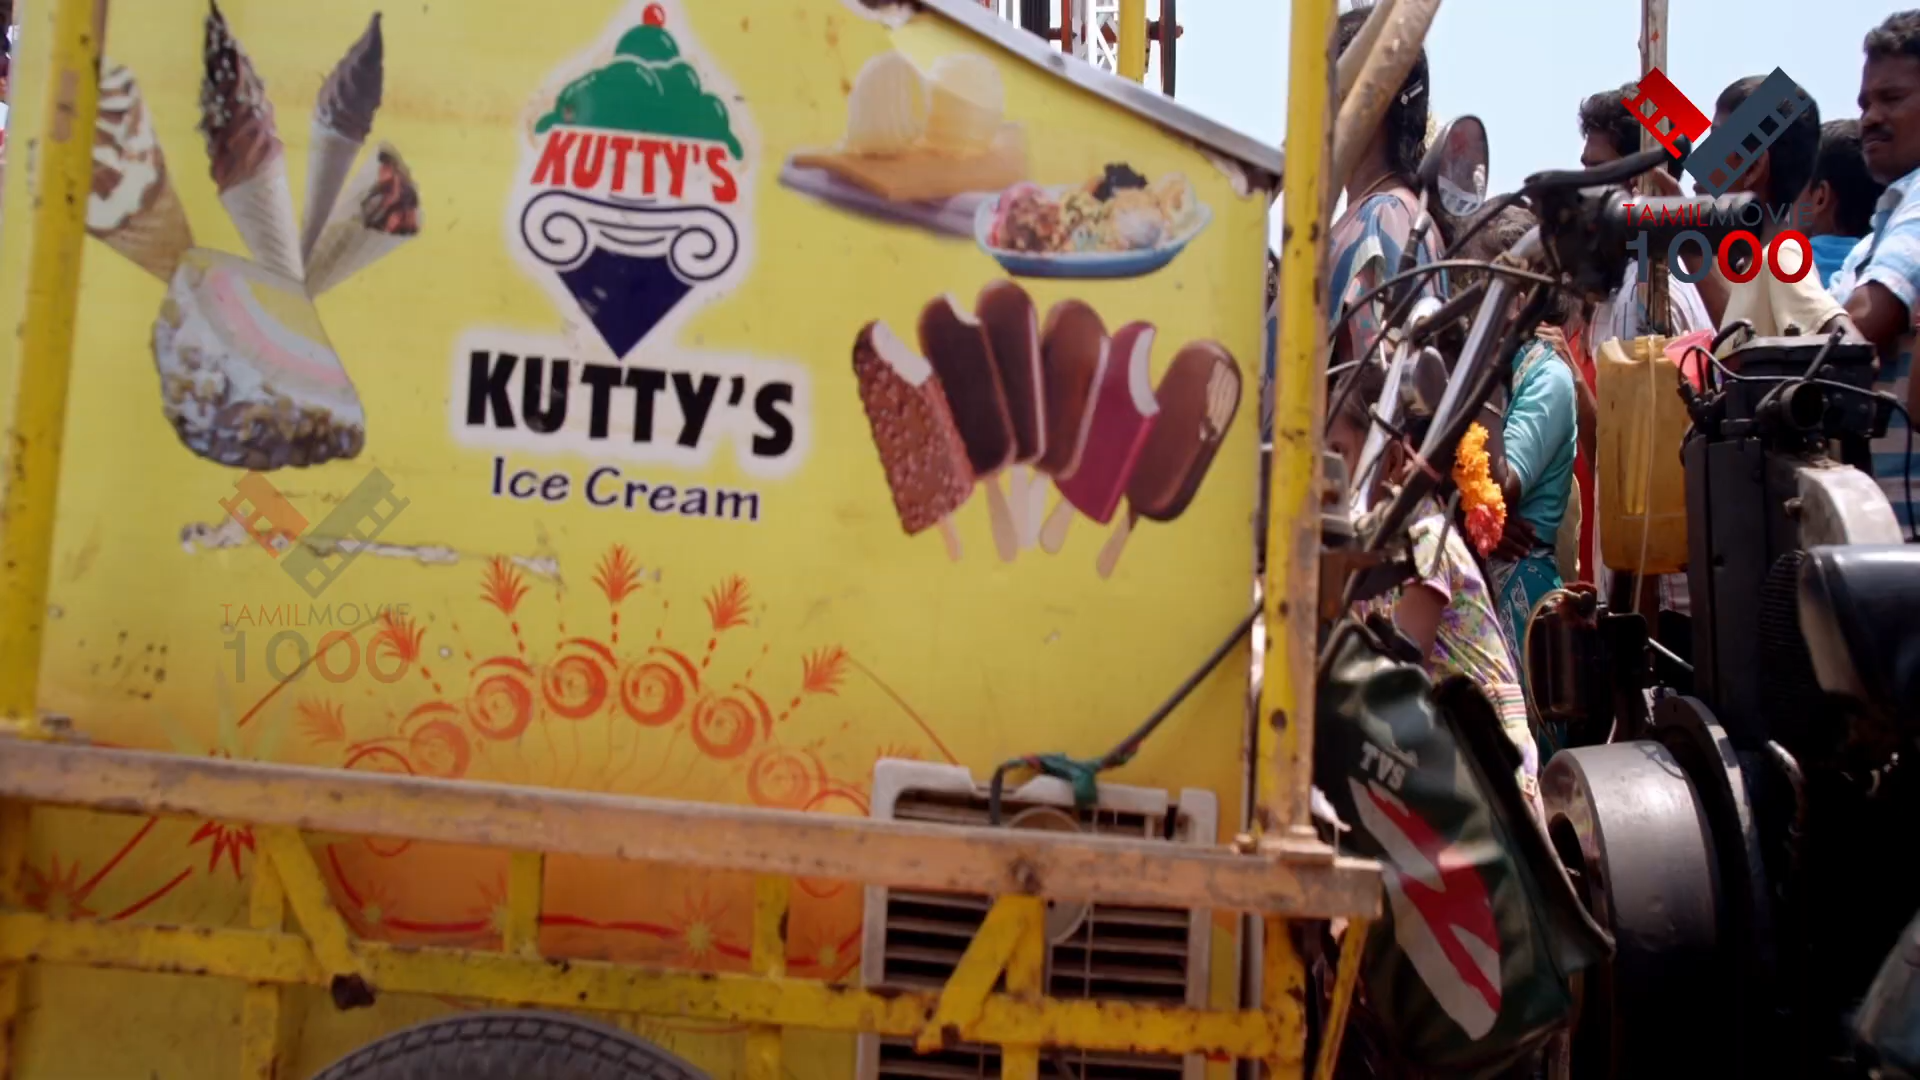 KUTTY'S
KUTTY'S
Ice Cream
TAMILMOVIE
1000
TAMILMOVIE
1000
TVS